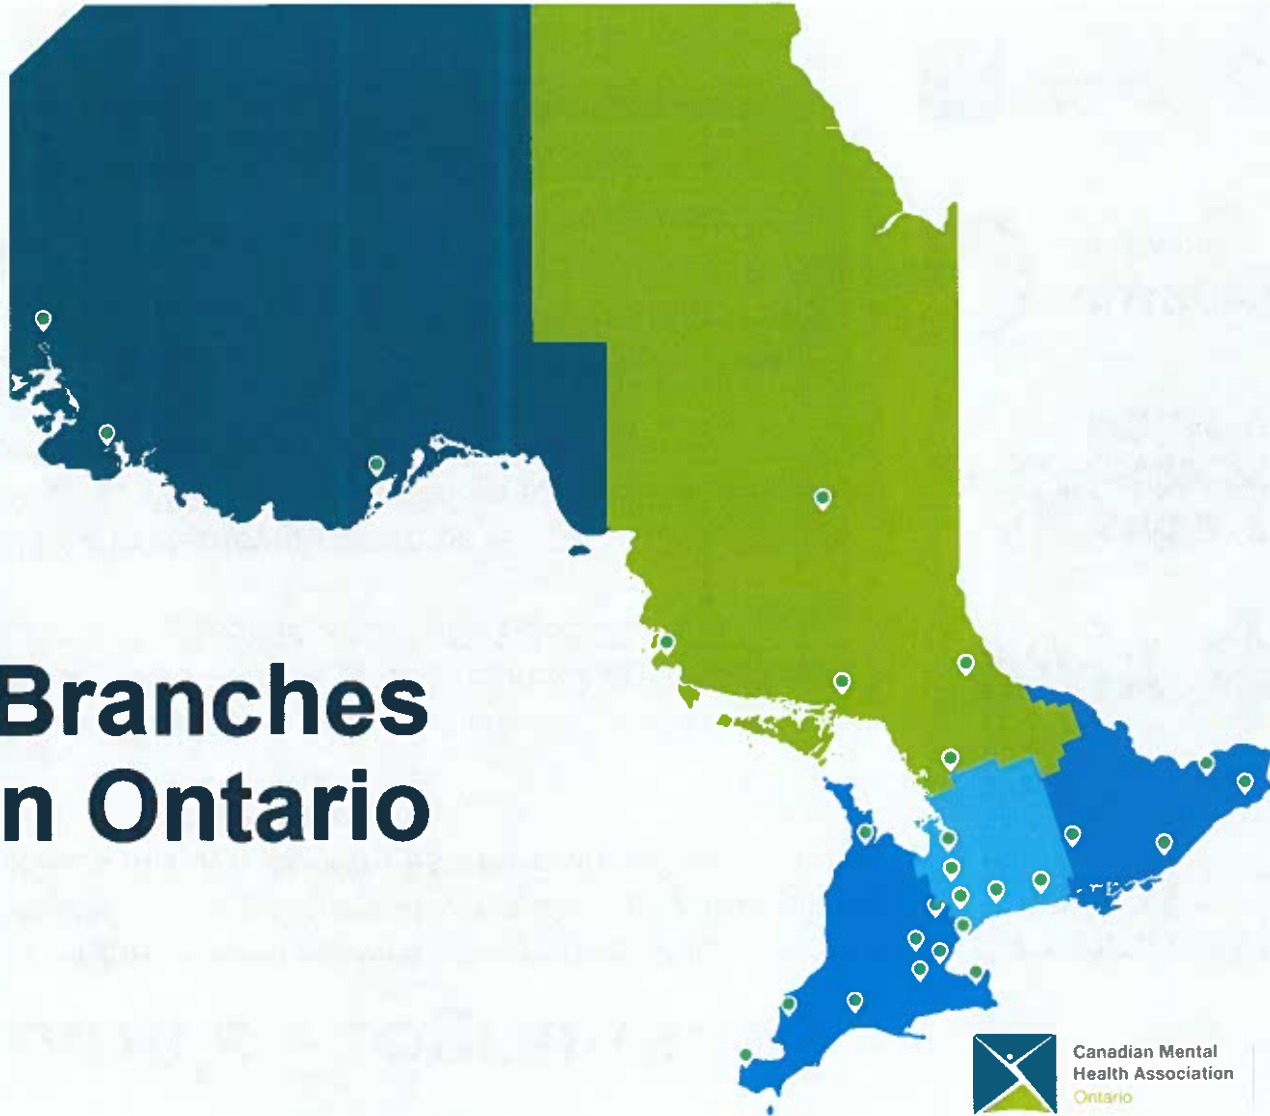 Branches
n Ontario
Canadian Mental
Health Association
Ontario